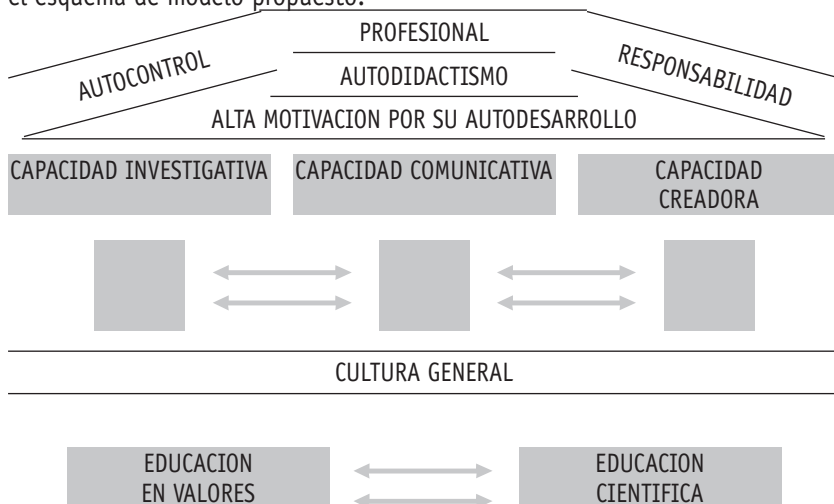 el esquema de modelo propuesto.
PROFESIONAL
AUTOCONTROL
RESPONSABILIDAD
AUTODIDACTISMO
ALTA MOTIVACION POR SU AUTODESARROLLO
CAPACIDAD INVESTIGATIVA
CAPACIDAD COMUNICATIVA
CAPACIDAD
CREADORA
CULTURA GENERAL
EDUCACION
EN VALORES
EDUCACION
CIENTIFICA